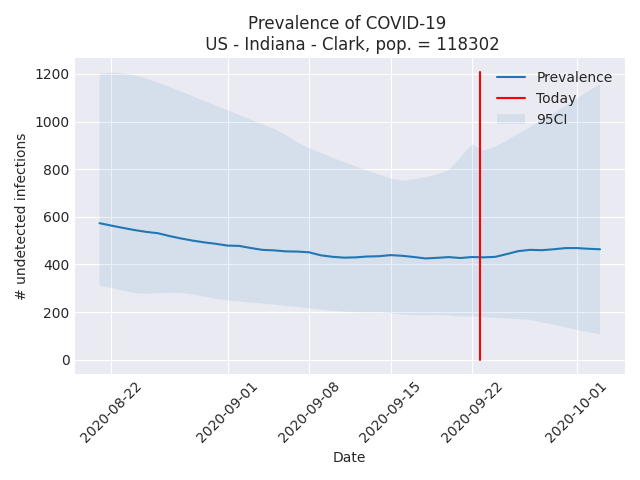 Prevalence of COVID-19
US - Indiana - Clark, pop. = 118302
1200
1000
800
600
400
200
0
# undetected infections
Prevalence
Today
95CI
2020-08-22
2020-09-01
2020-09-08
2020-09-15
2020-09-22
2020-10-01
Date